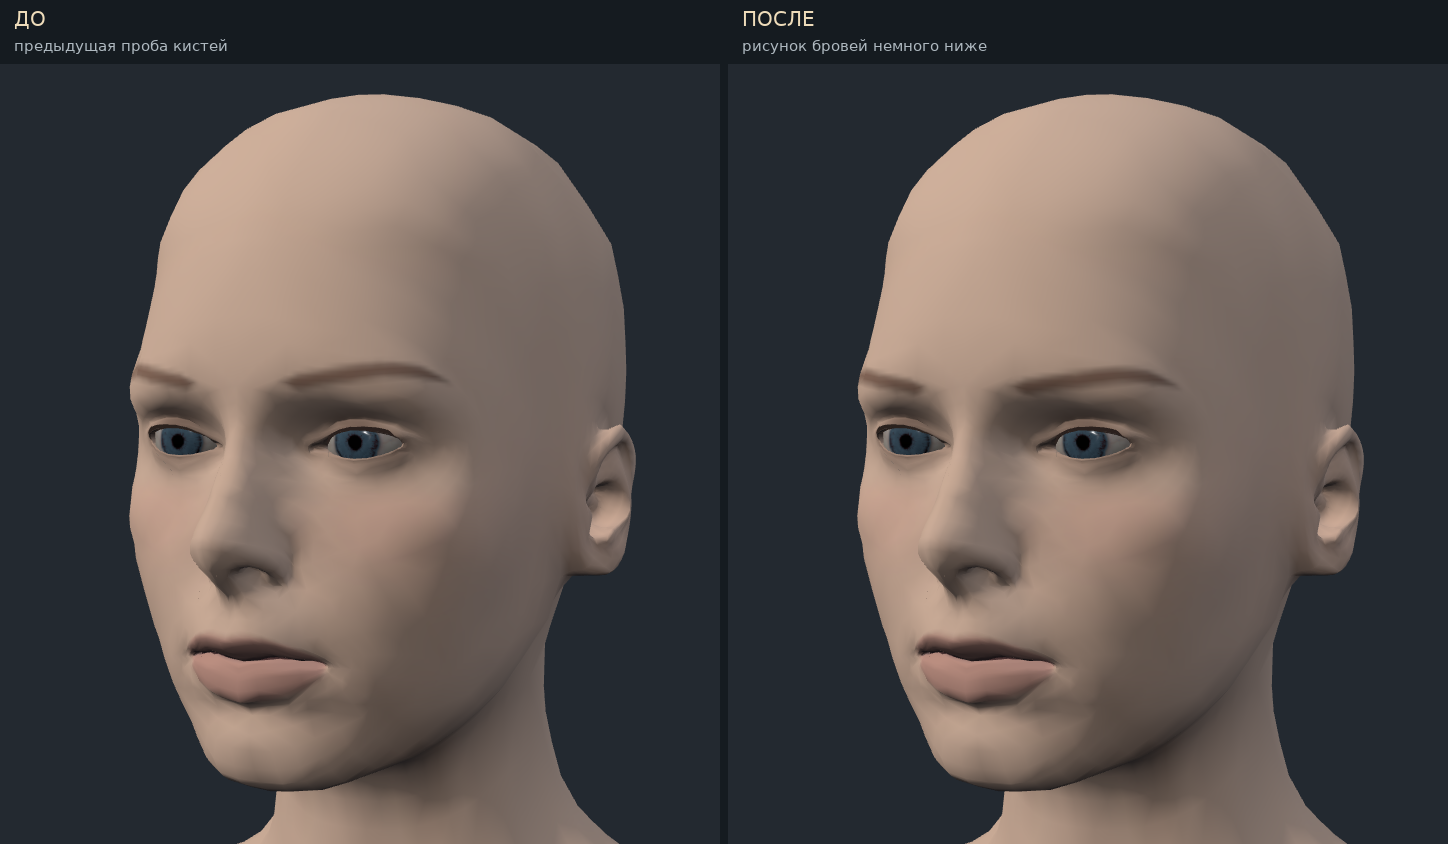 ДО
предыдущая проба кистей
ПОСЛЕ
рисунок бровей немного ниже